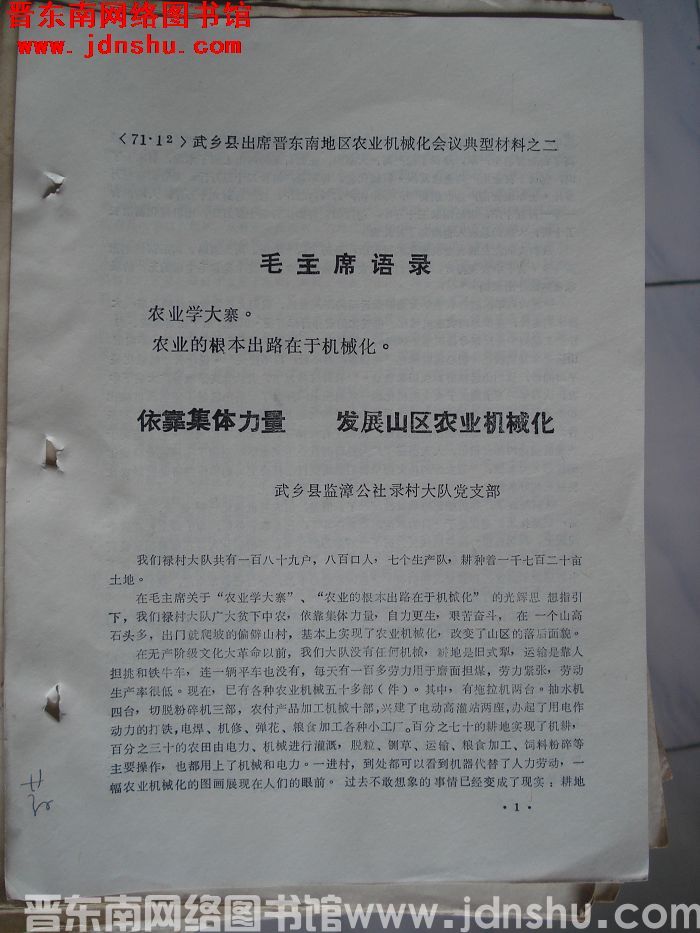 晋东南网络图书馆
www.jdnshu.com
〈71·12〉武乡县出席晋东南地区农业机械化会议典型材料之二
毛主席语录
农业学大寨。
农业的根本出路在于机械化。
依靠集体力量 发展山区农业机械化
武乡县监漳公社录村大队党支部
我们禄村大队共有一百八十九户，八百口人，七个生产队，耕种着一千七百二十亩
土地。
在毛主席关于“农业学大寨”、“农业的根本出路在于机械化”的光辉思 想指引
下，我们禄村大队广大贫下中农，依靠集体力量，自力更生，艰苦奋斗，在 一个山高
石头多，出门就爬坡的偏僻山村，基本上实现了农业机械化，改变了山区的落后面貌。
在无产阶级文化大革命以前，我们大队没有任何机械，耕地是旧式犁，运输是靠人
担挑和铁牛车，连一辆平车也没有，每天有一百多劳力用于磨面担煤，劳力紧张，劳动
生产率很低。现在，已有各种农业机械五十多部（件）。其中，有拖拉机两台。抽水机
四台，切脱粉碎机三部，农付产品加工机械十部，兴建了电动高灌站两座，办起了用电作
动力的打铁，电焊、机修、弹花、粮食加工各种小工厂，百分之七十的耕地实现了机耕，
百分之三十的农田由电力、机械进行灌溉，脱粒、铡草、运输、粮食加工、饲料粉碎等
主要操作，也都用上了机械和电力。一进村，到处都可以看到机器代替了人力劳动，一
幅农业机械化的图画展现在人们的眼前。过去不敢想象的事情已经变成了现实：耕地
·1·
晋东南网络图书馆www.jdnshu.com